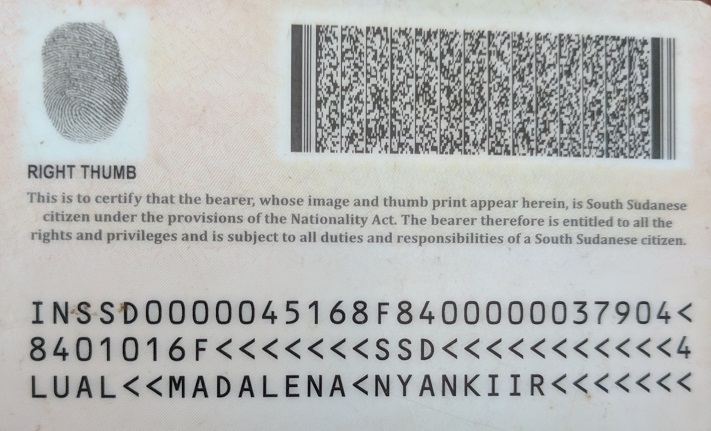 RIGHT THUMB
This is to certify that the bearer, whose image and thumb print appear herein, is South Sudanese
citizen under the provisions of the Nationality Act. The bearer therefore is entitled to all the
rights and privileges and is subject to all duties and responsibilities of a South Sudanese citizen.
INSSD0000045168F8400000037904<
8401016F<<<<<<<SSD<<<<<<<<<<<4
LUAL<<MADALENA<NYANKIIR<<<<<<<